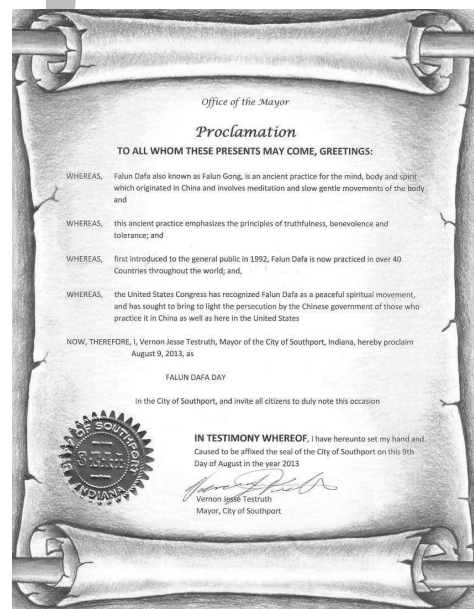 Office of the Mayor
Proclamation
TO ALL WHOM THESE PRESENTS MAY COME, GREETINGS:
WHEREAS, Falun Dafa also known as Falun Gong, is an ancient practice for the mind, body and spirit
which originated in China and involves meditation and slow gentle movements of the body
and
WHEREAS, this ancient practice emphasizes the principles of truthfulness, benevolence and
tolerance; and
WHEREAS, first introduced to the general public in 1992, Falun Dafa is now practiced in over 40
Countries throughout the world; and,
WHEREAS, the United States Congress has recognized Falun Dafa as a peaceful spiritual movement,
and has sought to bring to light the persecution by the Chinese government of those who
practice it in China as well as here in the United States
NOW, THEREFORE, I, Vernon Jesse Testruth, Mayor of the City of Southport, Indiana, hereby proclaim
August 9, 2013, as
FALUN DAFA DAY
In the City of Southport, and invite all citizens to duly note this occasion
IN TESTIMONY WHEREOF, I have hereunto set my hand and
Caused to be affixed the seal of the City of Southport on this 9th
Day of August in the year 2013
Vernon Jesse Testruth
Mayor, City of Southport
CITY OF SOUTHPORT
SEAL
INDIANA